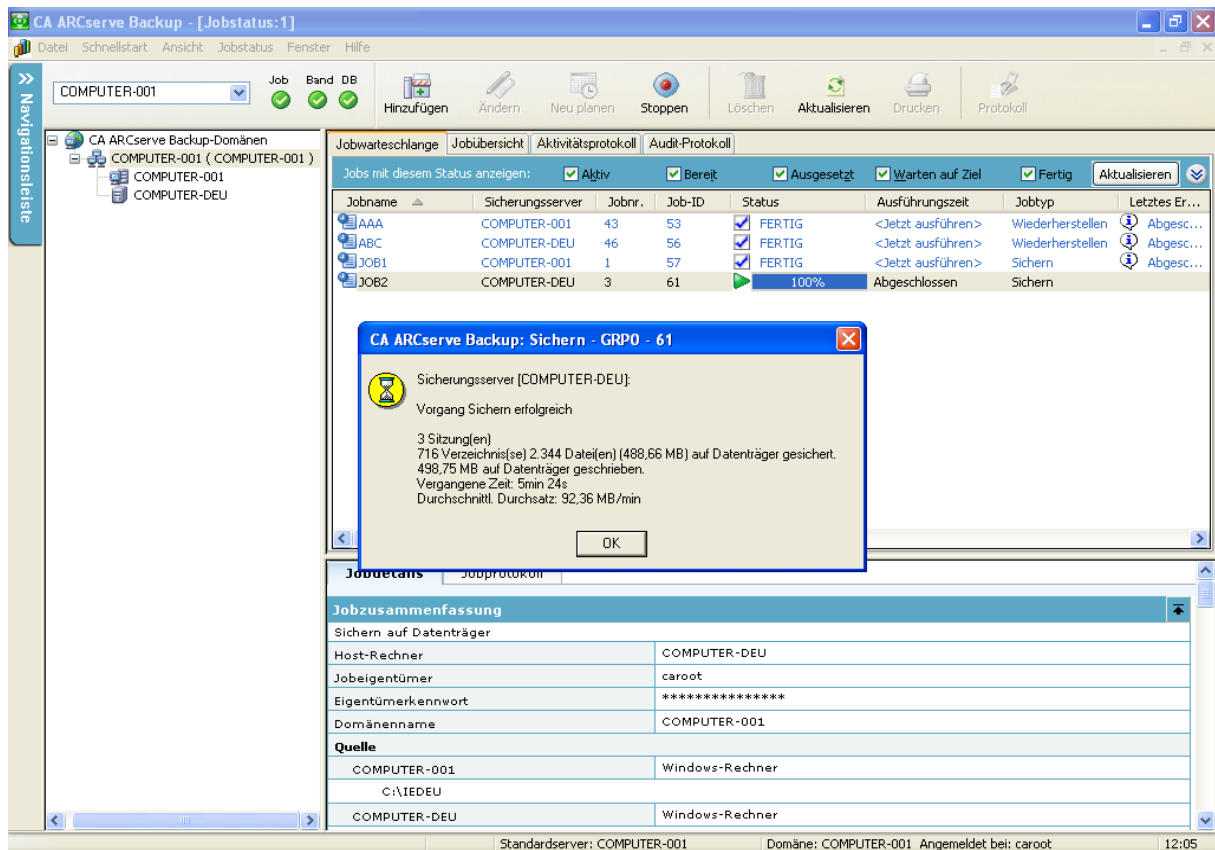 CA ARCserve Backup - [Jobstatus:1]
Datei Schnellstart Ansicht Jobstatus Fenster Hilfe
Navigationsleiste
COMPUTER-001
Job Band DB
Hinzufügen Ändern Neu planen Stoppen Löschen Aktualisieren Drucken Protokoll
CA ARCserve Backup-Domänen
COMPUTER-001 ( COMPUTER-001 )
COMPUTER-001
COMPUTER-DEU
Jobwarteschlange Jobübersicht Aktivitätsprotokoll Audit-Protokoll
Jobs mit diesem Status anzeigen: Aktiv Bereit Ausgesetzt Warten auf Ziel Fertig Aktualisieren
Jobname Sicherungsserver Jobnr. Job-ID Status Ausführungszeit Jobtyp Letztes Er...
AAA COMPUTER-001 43 53 FERTIG <Jetzt ausführen> Wiederherstellen Abgesc...
ABC COMPUTER-DEU 46 56 FERTIG <Jetzt ausführen> Wiederherstellen Abgesc...
JOB1 COMPUTER-001 1 57 FERTIG <Jetzt ausführen> Sichern Abgesc...
JOB2 COMPUTER-DEU 3 61 100% Abgeschlossen Sichern
CA ARCserve Backup: Sichern - GRP0 - 61
Sicherungsserver [COMPUTER-DEU]:
Vorgang Sichern erfolgreich
3 Sitzung(en)
716 Verzeichnis(se) 2.344 Datei(en) (488,66 MB) auf Datenträger gesichert.
498,75 MB auf Datenträger geschrieben.
Vergangene Zeit: 5min 24s
Durchschnittl. Durchsatz: 92,36 MB/min
OK
Jobdetails Jobprotokoll
Jobzusammenfassung
Sichern auf Datenträger
Host-Rechner COMPUTER-DEU
Jobeigentümer caroot
Eigentümerkennwort ***************
Domänenname COMPUTER-001
Quelle
COMPUTER-001 Windows-Rechner
C:\IEDEU
COMPUTER-DEU Windows-Rechner
Standardserver: COMPUTER-001 Domäne: COMPUTER-001 Angemeldet bei: caroot 12:05